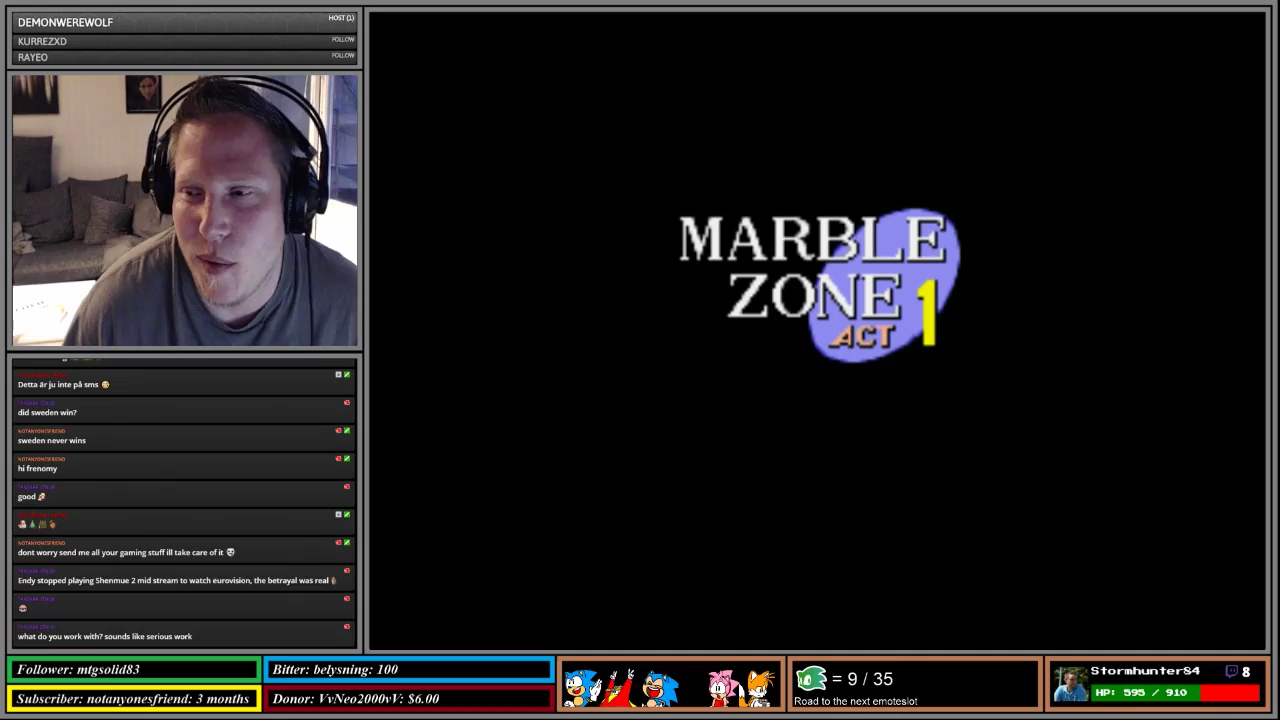 DEMONWEREWOLF
HOST (1)
KURREZXD
FOLLOW
RAYEO
FOLLOW
MARBLE
ZONE
ACT 1
Detta är ju inte på sms
did sweden win?
NOTANYONESFRIEND
sweden never wins
NOTANYONESFRIEND
hi frenomy
good
NOTANYONESFRIEND
dont worry send me all your gaming stuff ill take care of it
Endy stopped playing Shenmue 2 mid stream to watch eurovision, the betrayal was real
what do you work with? sounds like serious work
Follower: mtgsolid83
Bitter: belysning: 100
Subscriber: notanyonesfriend: 3 months
Donor: VvNeo2000vV: $6.00
= 9 / 35
Road to the next emoteslot
Stormhunter84
8
HP: 595 / 910